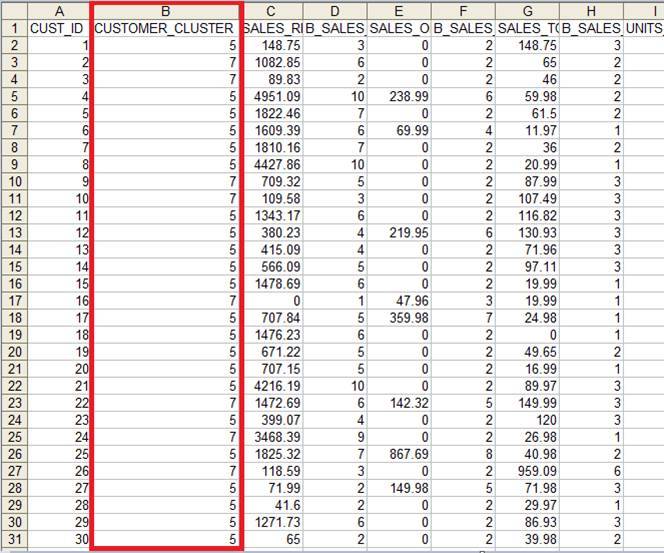 A B C D E F G H I
1 CUST_ID CUSTOMER_CLUSTER SALES_RE B_SALES_ SALES_O B_SALES_ SALES_TO B_SALES_ UNITS_
2 1 5 148.75 3 0 2 148.75 3
3 2 7 1082.85 6 0 2 65 2
4 3 7 89.83 2 0 2 46 2
5 4 5 4951.09 10 238.99 6 59.98 2
6 5 5 1822.46 7 0 2 61.5 2
7 6 5 1609.39 6 69.99 4 11.97 1
8 7 5 1810.16 7 0 2 36 2
9 8 5 4427.86 10 0 2 20.99 1
10 9 7 709.32 5 0 2 87.99 3
11 10 7 109.58 3 0 2 107.49 3
12 11 5 1343.17 6 0 2 116.82 3
13 12 5 380.23 4 219.95 6 130.93 3
14 13 5 415.09 4 0 2 71.96 3
15 14 5 566.09 5 0 2 97.11 3
16 15 5 1478.69 6 0 2 19.99 1
17 16 7 0 1 47.96 3 19.99 1
18 17 5 707.84 5 359.98 7 24.98 1
19 18 5 1476.23 6 0 2 0 1
20 19 5 671.22 5 0 2 49.65 2
21 20 5 707.15 5 0 2 16.99 1
22 21 5 4216.19 10 0 2 89.97 3
23 22 7 1472.69 6 142.32 5 149.99 3
24 23 5 399.07 4 0 2 120 3
25 24 7 3468.39 9 0 2 26.98 1
26 25 5 1825.32 7 867.69 8 40.98 2
27 26 7 118.59 3 0 2 959.09 6
28 27 5 71.99 2 149.98 5 71.98 3
29 28 5 41.6 2 0 2 29.97 1
30 29 5 1271.73 6 0 2 86.93 3
31 30 5 65 2 0 2 39.98 2